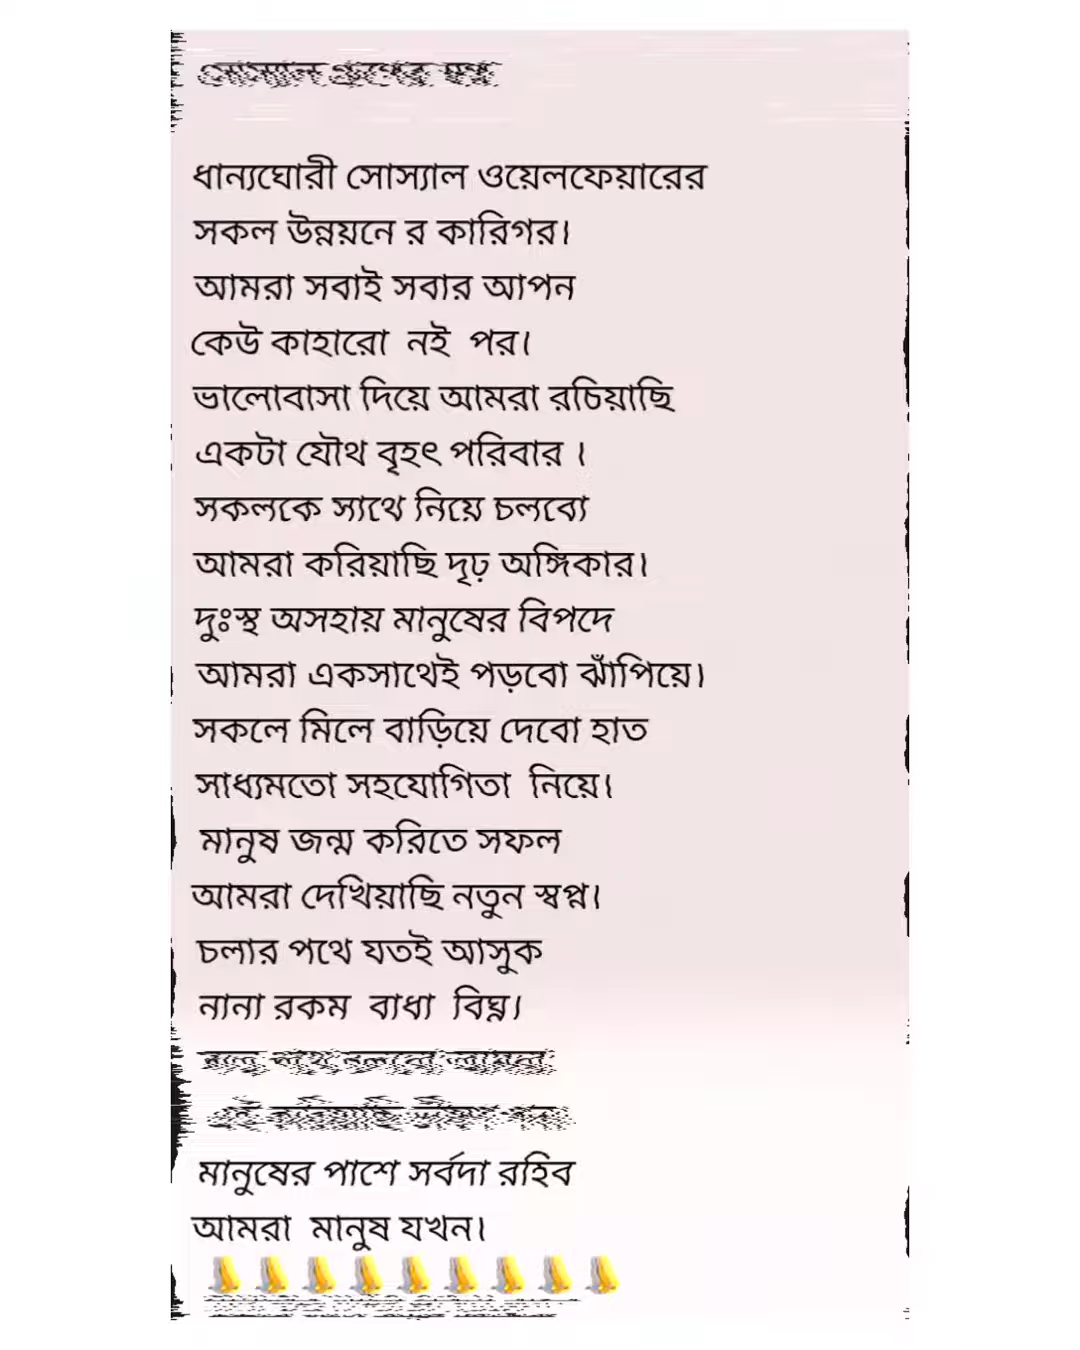 ধান্যঘোরী সোস্যাল ওয়েলফেয়ারের
সকল উন্নয়নে র কারিগর।
আমরা সবাই সবার আপন
কেউ কাহারো নই পর।
ভালোবাসা দিয়ে আমরা রচিয়াছি
একটা যৌথ বৃহৎ পরিবার ।
সকলকে সাথে নিয়ে চলবো
আমরা করিয়াছি দৃঢ় অঙ্গিকার।
দুঃস্থ অসহায় মানুষের বিপদে
আমরা একসাথেই পড়বো ঝাঁপিয়ে।
সকলে মিলে বাড়িয়ে দেবো হাত
সাধ্যমতো সহযোগিতা নিয়ে।
মানুষ জন্ম করিতে সফল
আমরা দেখিয়াছি নতুন স্বপ্ন।
চলার পথে যতই আসুক
নানা রকম বাধা বিঘ্ন।
মানুষের পাশে সর্বদা রহিব
আমরা মানুষ যখন।